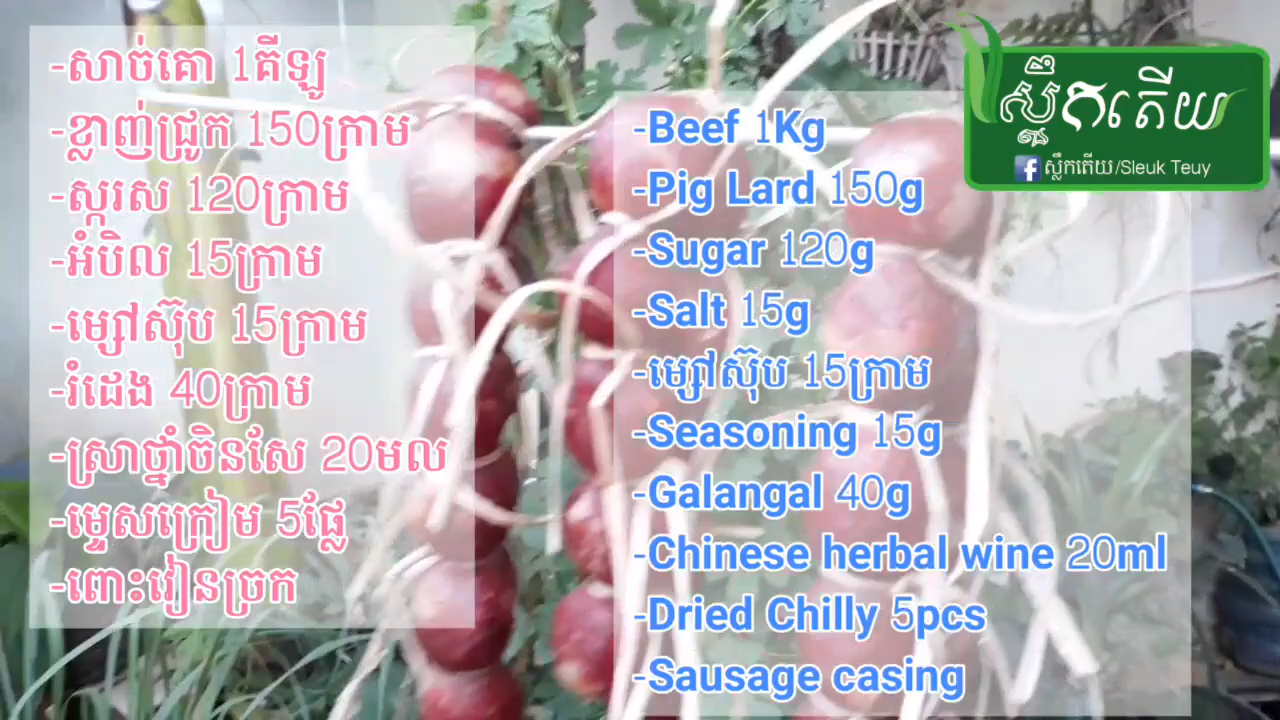 -សាច់គោ 1គីឡូ
-ខ្លាញ់ជ្រូក 150ក្រាម
-ស្ករស 120ក្រាម
-អំបិល 15ក្រាម
-ម្សៅស៊ុប 15ក្រាម
-រំដេង 40ក្រាម
-ស្រាថ្នាំចិនសែ 20មល
-ម្ទេសក្រៀម 5ផ្លែ
-ពោះវៀនច្រក
ស្លឹកតើយ
ស្លឹកតើយ/Sleuk Teuy
-Beef 1Kg
-Pig Lard 150g
-Sugar 120g
-Salt 15g
-ម្សៅស៊ុប 15ក្រាម
-Seasoning 15g
-Galangal 40g
-Chinese herbal wine 20ml
-Dried Chilly 5pcs
-Sausage casing